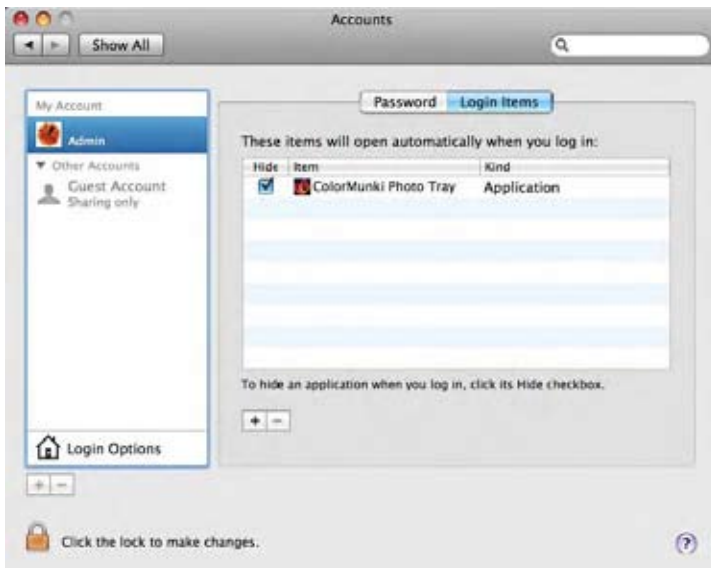 Accounts
Show All
My Account
Admin
Other Accounts
Guest Account
Sharing only
Login Options
Password
Login Items
These items will open automatically when you log in:
Hide Item Kind
ColorMunki Photo Tray Application
To hide an application when you log in, click its Hide checkbox.
+ −
+ −
Click the lock to make changes.
?